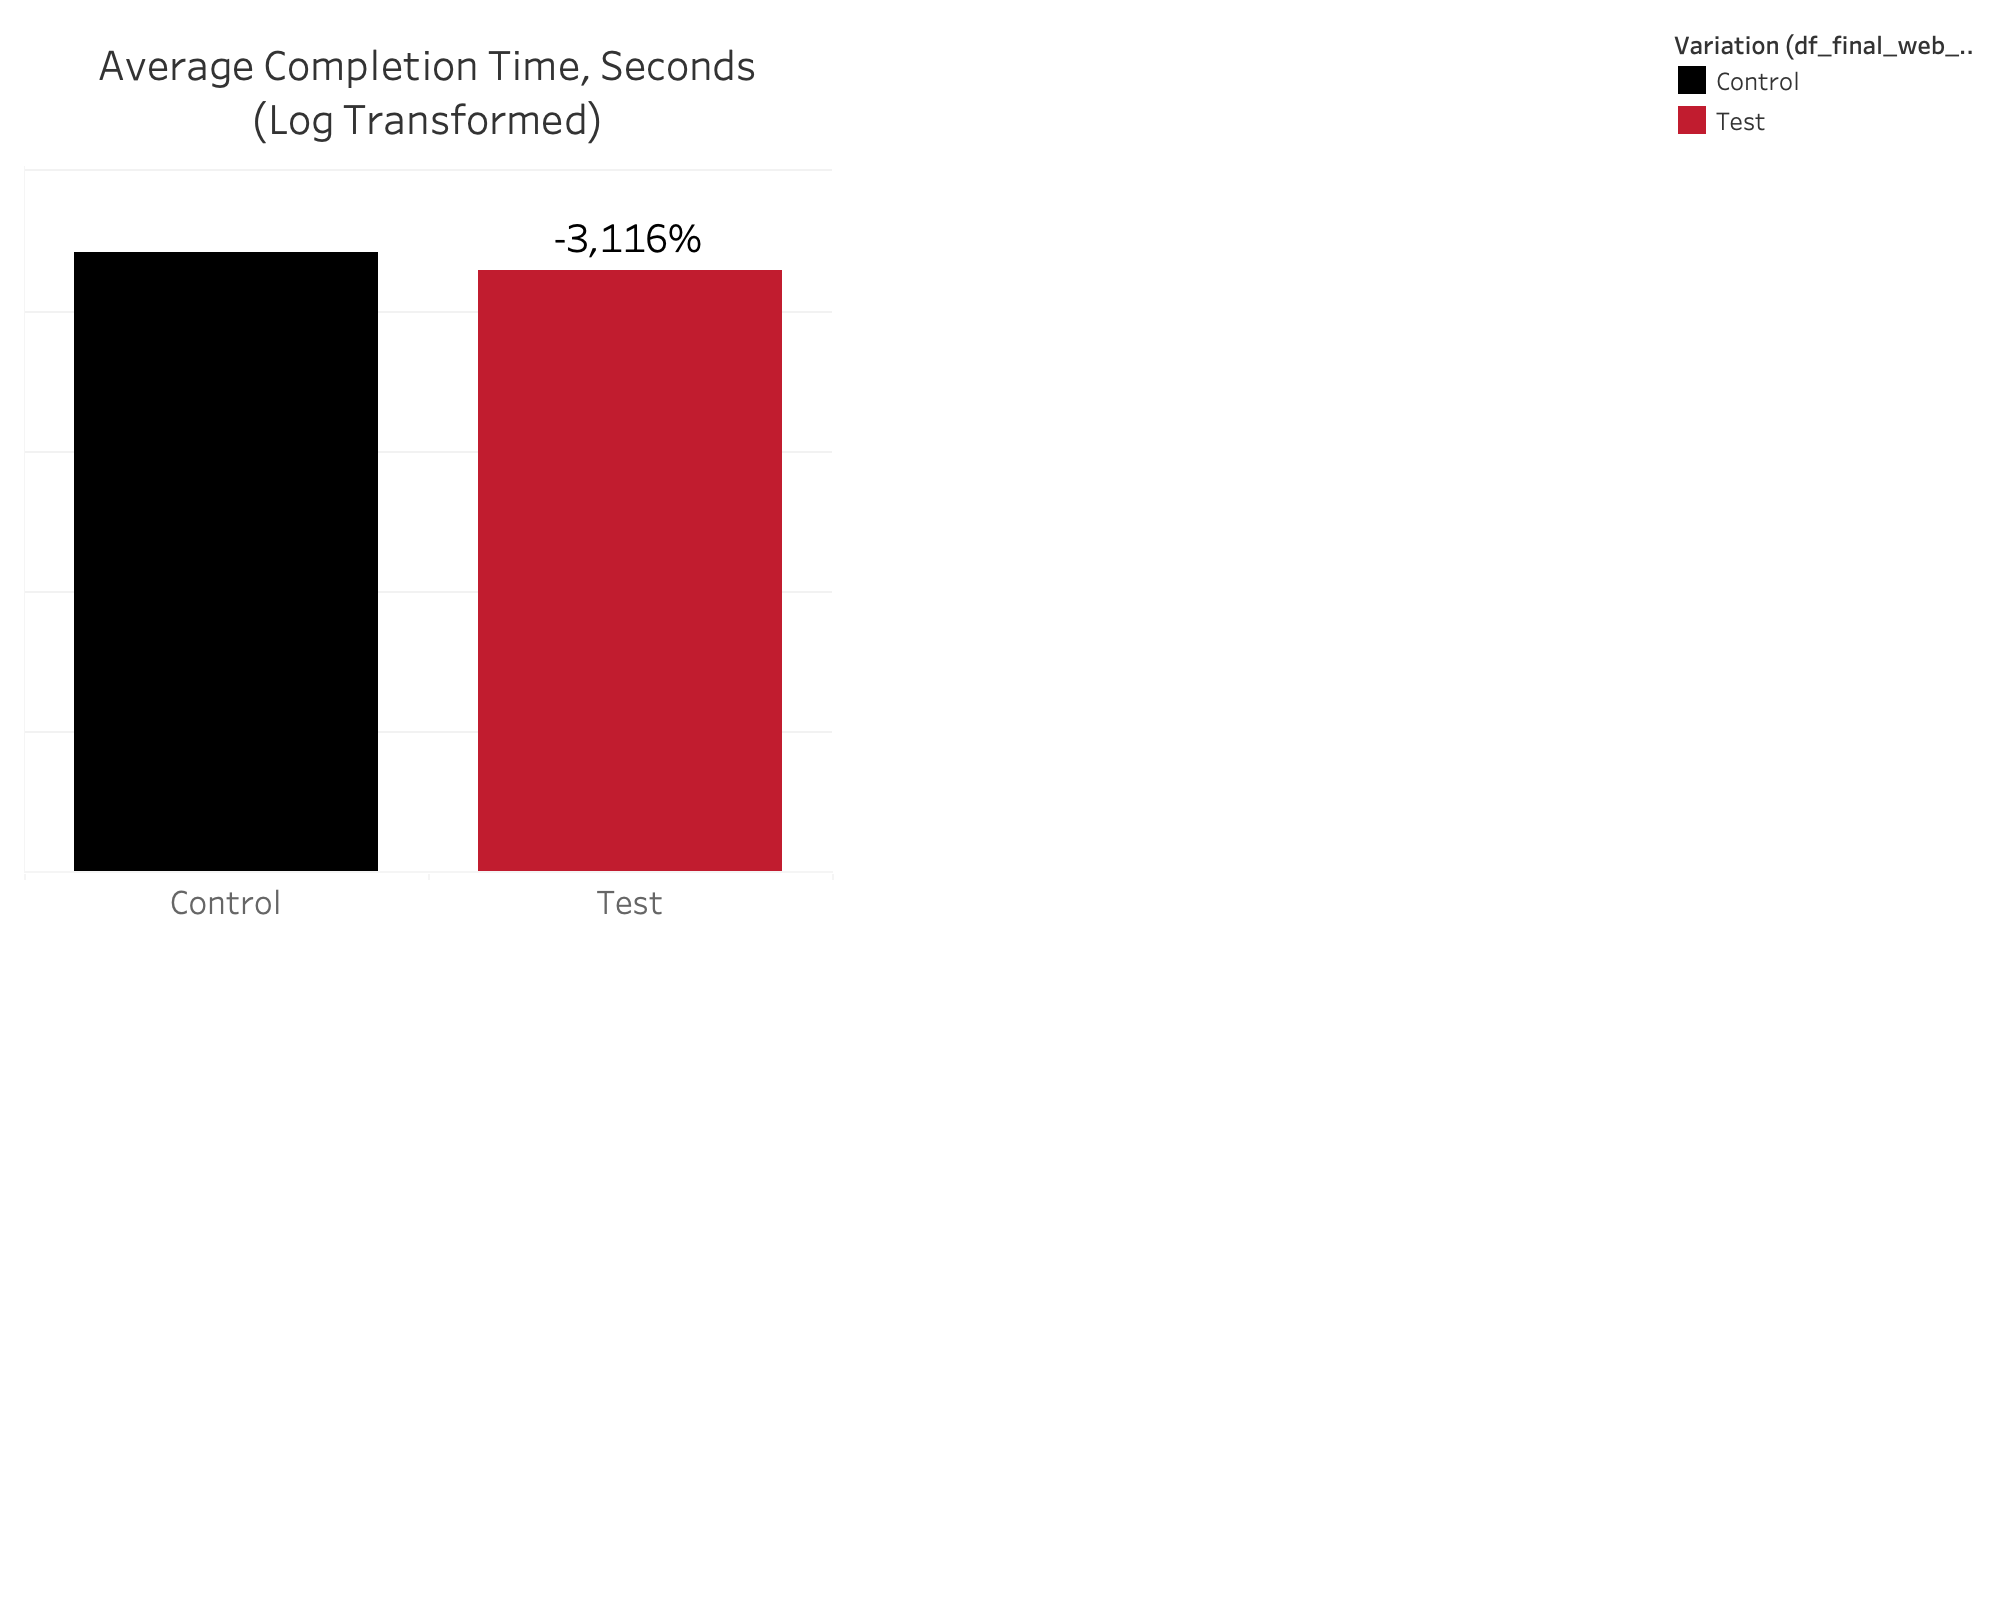 Average Completion Time, Seconds
(Log Transformed)
-3,116%
Control
Test
Variation (df_final_web_..
Control
Test